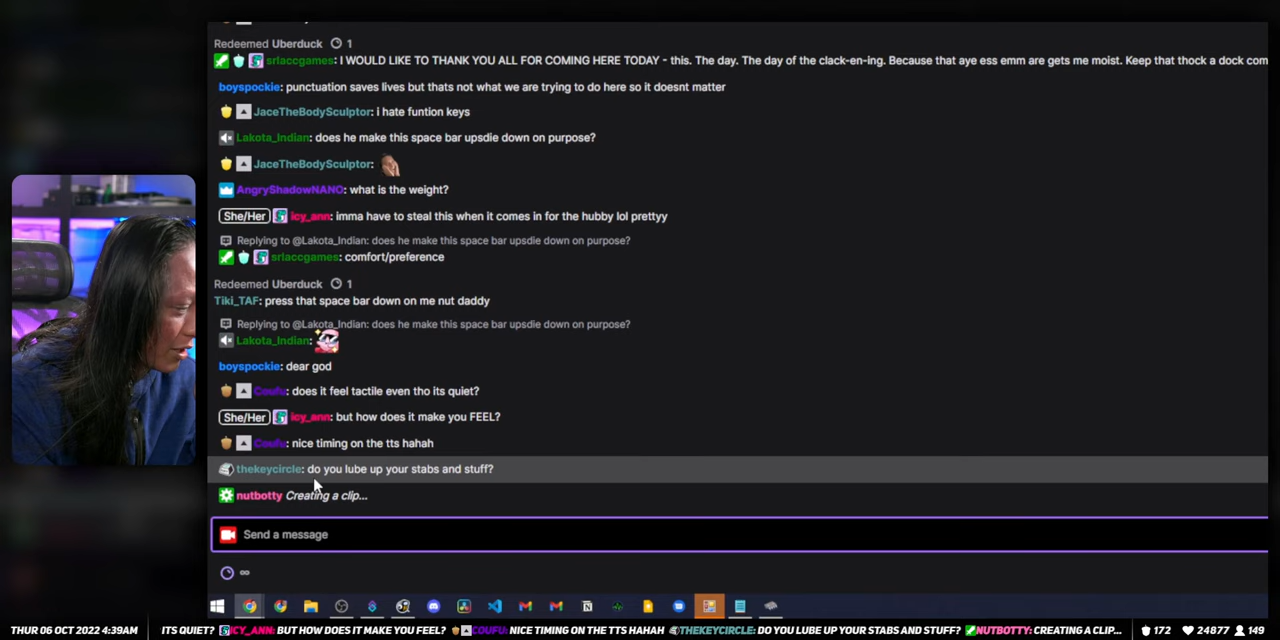 Redeemed Uberduck 1
srlaccgames: I WOULD LIKE TO THANK YOU ALL FOR COMING HERE TODAY - this. The day. The day of the clack-en-ing. Because that aye ess emm are gets me moist. Keep that thock a dock com
boyspockie: punctuation saves lives but thats not what we are trying to do here so it doesnt matter
JaceTheBodySculptor: i hate funtion keys
Lakota_Indian: does he make this space bar upsdie down on purpose?
JaceTheBodySculptor:
AngryShadowNANO: what is the weight?
She/Her icy_ann: imma have to steal this when it comes in for the hubby lol prettyy
Replying to @Lakota_Indian: does he make this space bar upsdie down on purpose?
srlaccgames: comfort/preference
Redeemed Uberduck 1
Tiki_TAF: press that space bar down on me nut daddy
Replying to @Lakota_Indian: does he make this space bar upsdie down on purpose?
Lakota_Indian:
boyspockie: dear god
Coufu: does it feel tactile even tho its quiet?
She/Her icy_ann: but how does it make you FEEL?
Coufu: nice timing on the tts hahah
thekeycircle: do you lube up your stabs and stuff?
nutbotty Creating a clip...
Send a message
∞
THUR 06 OCT 2022 4:39AM ITS QUIET? ICY_ANN: BUT HOW DOES IT MAKE YOU FEEL? COUFU: NICE TIMING ON THE TTS HAHAH THEKEYCIRCLE: DO YOU LUBE UP YOUR STABS AND STUFF? NUTBOTTY: CREATING A CLIP... 172 24877 149